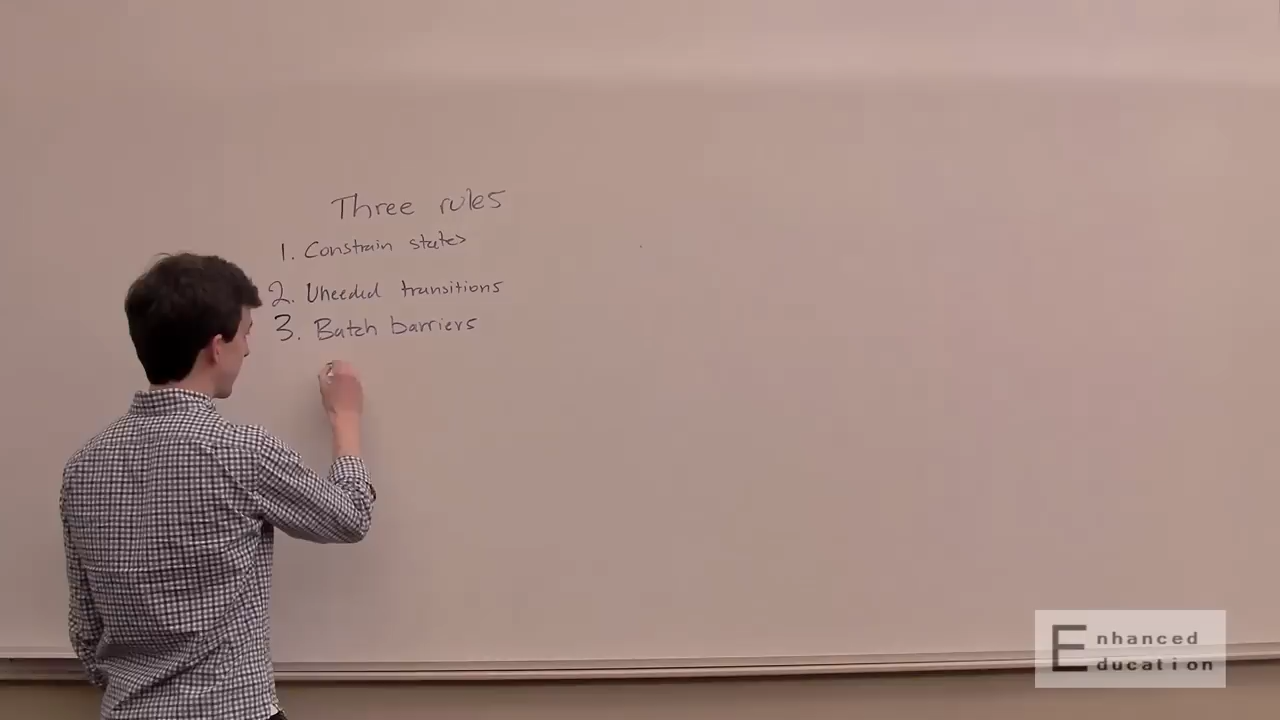 Three rules
1. Constrain states
2. Uneeded transitions
3. Batch barriers
Enhanced
Education